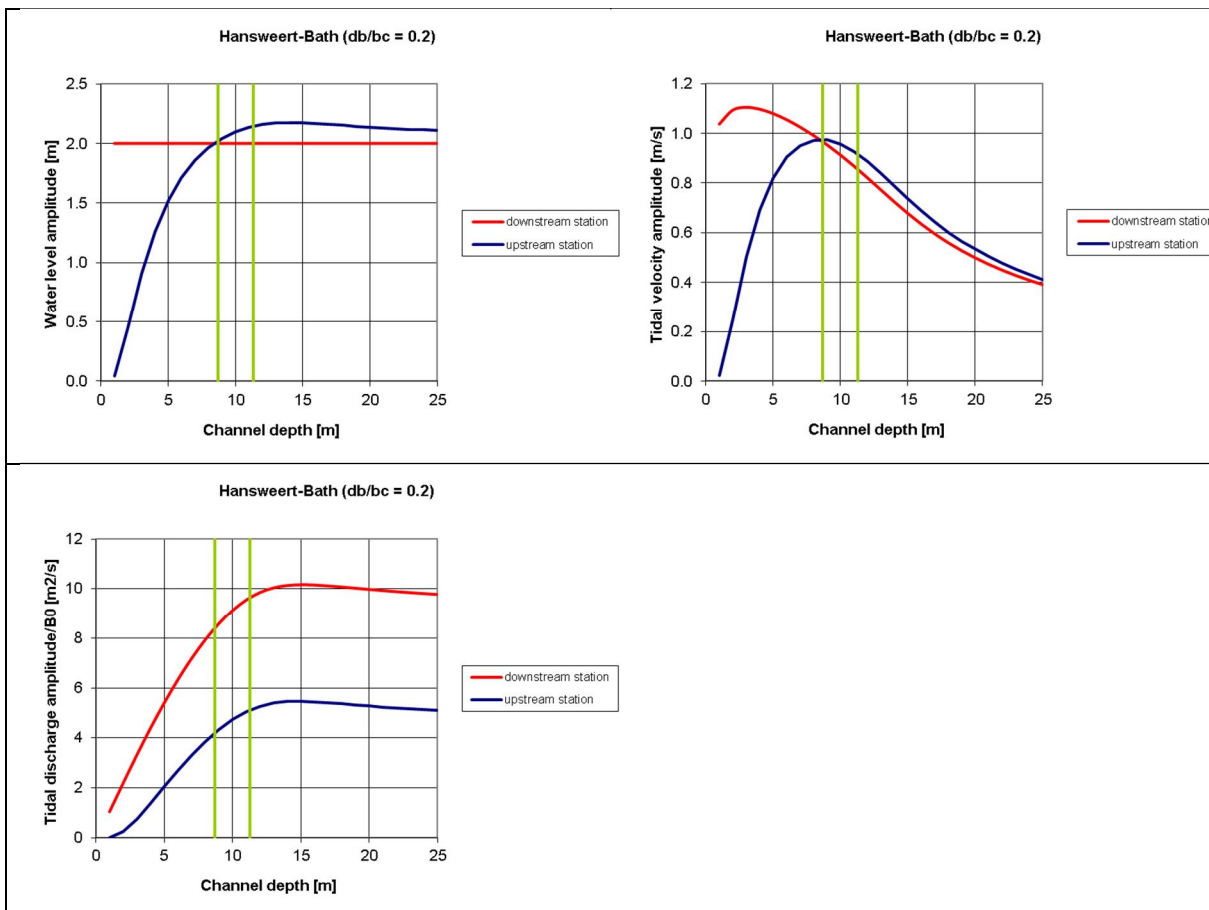 Hansweert-Bath (db/bc = 0.2)
Water level amplitude [m]
2.5
2.0
1.5
1.0
0.5
0.0
0 5 10 15 20 25
Channel depth [m]
downstream station
upstream station
Hansweert-Bath (db/bc = 0.2)
Tidal velocity amplitude [m/s]
1.2
1.0
0.8
0.6
0.4
0.2
0.0
0 5 10 15 20 25
Channel depth [m]
downstream station
upstream station
Hansweert-Bath (db/bc = 0.2)
Tidal discharge amplitude/B0 [m2/s]
12
10
8
6
4
2
0
0 5 10 15 20 25
Channel depth [m]
downstream station
upstream station